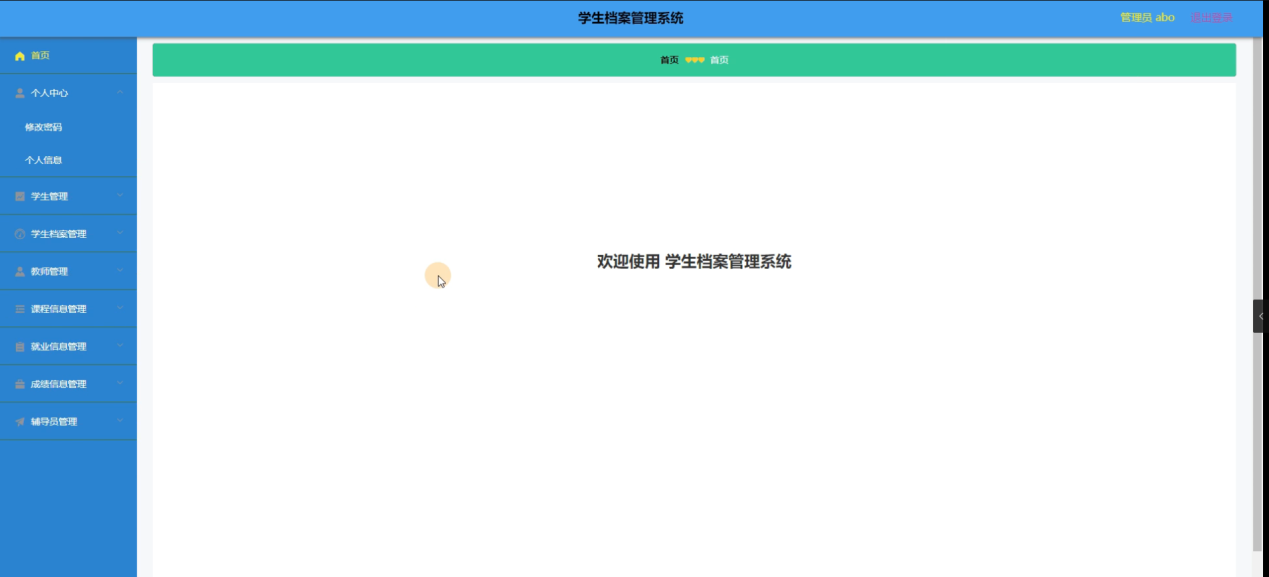 学生档案管理系统
管理员 abo 退出登录
首页
首页 首页
个人中心
修改密码
个人信息
学生管理
学生档案管理
教师管理
欢迎使用 学生档案管理系统
课程信息管理
就业信息管理
成绩信息管理
辅导员管理